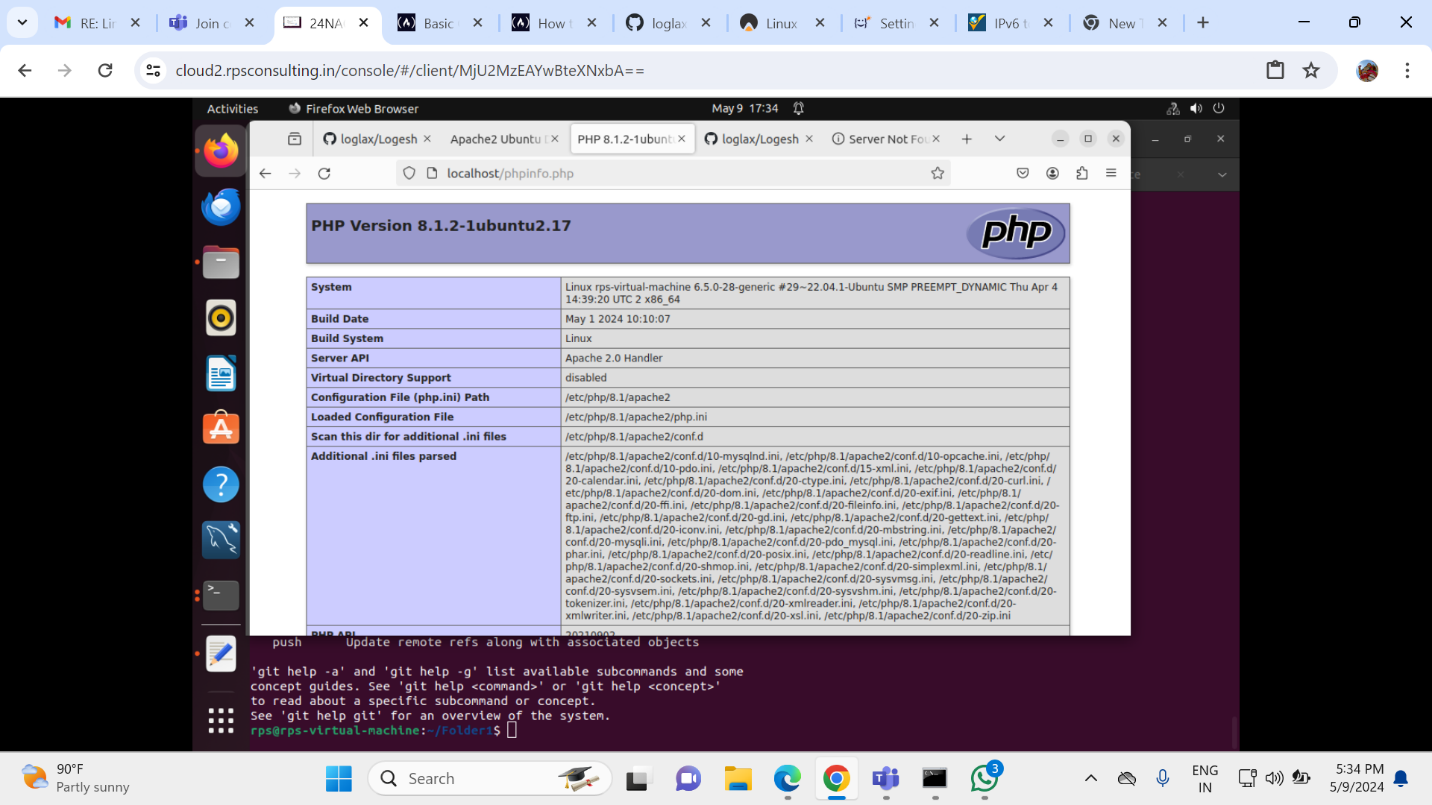 RE: Lin
Join c
24NA
Basic
How t
loglax
Linux
Settin
IPv6 t
New T
cloud2.rpsconsulting.in/console/#/client/MjU2MzEAYwBteXNxbA==
Activities
Firefox Web Browser
May 9 17:34
loglax/Logesh
Apache2 Ubuntu D
PHP 8.1.2-1ubunt
loglax/Logesh
Server Not Fou
ce
localhost/phpinfo.php
PHP Version 8.1.2-1ubuntu2.17
php
System
Linux rps-virtual-machine 6.5.0-28-generic #29~22.04.1-Ubuntu SMP PREEMPT_DYNAMIC Thu Apr 4
14:39:20 UTC 2 x86_64
Build Date
May 1 2024 10:10:07
Build System
Linux
Server API
Apache 2.0 Handler
Virtual Directory Support
disabled
Configuration File (php.ini) Path
/etc/php/8.1/apache2
Loaded Configuration File
/etc/php/8.1/apache2/php.ini
Scan this dir for additional .ini files
/etc/php/8.1/apache2/conf.d
Additional .ini files parsed
/etc/php/8.1/apache2/conf.d/10-mysqlnd.ini, /etc/php/8.1/apache2/conf.d/10-opcache.ini, /etc/php/
8.1/apache2/conf.d/10-pdo.ini, /etc/php/8.1/apache2/conf.d/15-xml.ini, /etc/php/8.1/apache2/conf.d/
20-calendar.ini, /etc/php/8.1/apache2/conf.d/20-ctype.ini, /etc/php/8.1/apache2/conf.d/20-curl.ini, /
etc/php/8.1/apache2/conf.d/20-dom.ini, /etc/php/8.1/apache2/conf.d/20-exif.ini, /etc/php/8.1/
apache2/conf.d/20-ffi.ini, /etc/php/8.1/apache2/conf.d/20-fileinfo.ini, /etc/php/8.1/apache2/conf.d/20-
ftp.ini, /etc/php/8.1/apache2/conf.d/20-gd.ini, /etc/php/8.1/apache2/conf.d/20-gettext.ini, /etc/php/
8.1/apache2/conf.d/20-iconv.ini, /etc/php/8.1/apache2/conf.d/20-mbstring.ini, /etc/php/8.1/apache2/
conf.d/20-mysqli.ini, /etc/php/8.1/apache2/conf.d/20-pdo_mysql.ini, /etc/php/8.1/apache2/conf.d/20-
phar.ini, /etc/php/8.1/apache2/conf.d/20-posix.ini, /etc/php/8.1/apache2/conf.d/20-readline.ini, /etc/
php/8.1/apache2/conf.d/20-shmop.ini, /etc/php/8.1/apache2/conf.d/20-simplexml.ini, /etc/php/8.1/
apache2/conf.d/20-sockets.ini, /etc/php/8.1/apache2/conf.d/20-sysvmsg.ini, /etc/php/8.1/apache2/
conf.d/20-sysvsem.ini, /etc/php/8.1/apache2/conf.d/20-sysvshm.ini, /etc/php/8.1/apache2/conf.d/20-
tokenizer.ini, /etc/php/8.1/apache2/conf.d/20-xmlreader.ini, /etc/php/8.1/apache2/conf.d/20-
xmlwriter.ini, /etc/php/8.1/apache2/conf.d/20-xsl.ini, /etc/php/8.1/apache2/conf.d/20-zip.ini
PHP API
20210902
push Update remote refs along with associated objects
'git help -a' and 'git help -g' list available subcommands and some
concept guides. See 'git help <command>' or 'git help <concept>'
to read about a specific subcommand or concept.
See 'git help git' for an overview of the system.
rps@rps-virtual-machine:~/Folder1$
90°F
Partly sunny
Search
3
ENG
IN
5:34 PM
5/9/2024